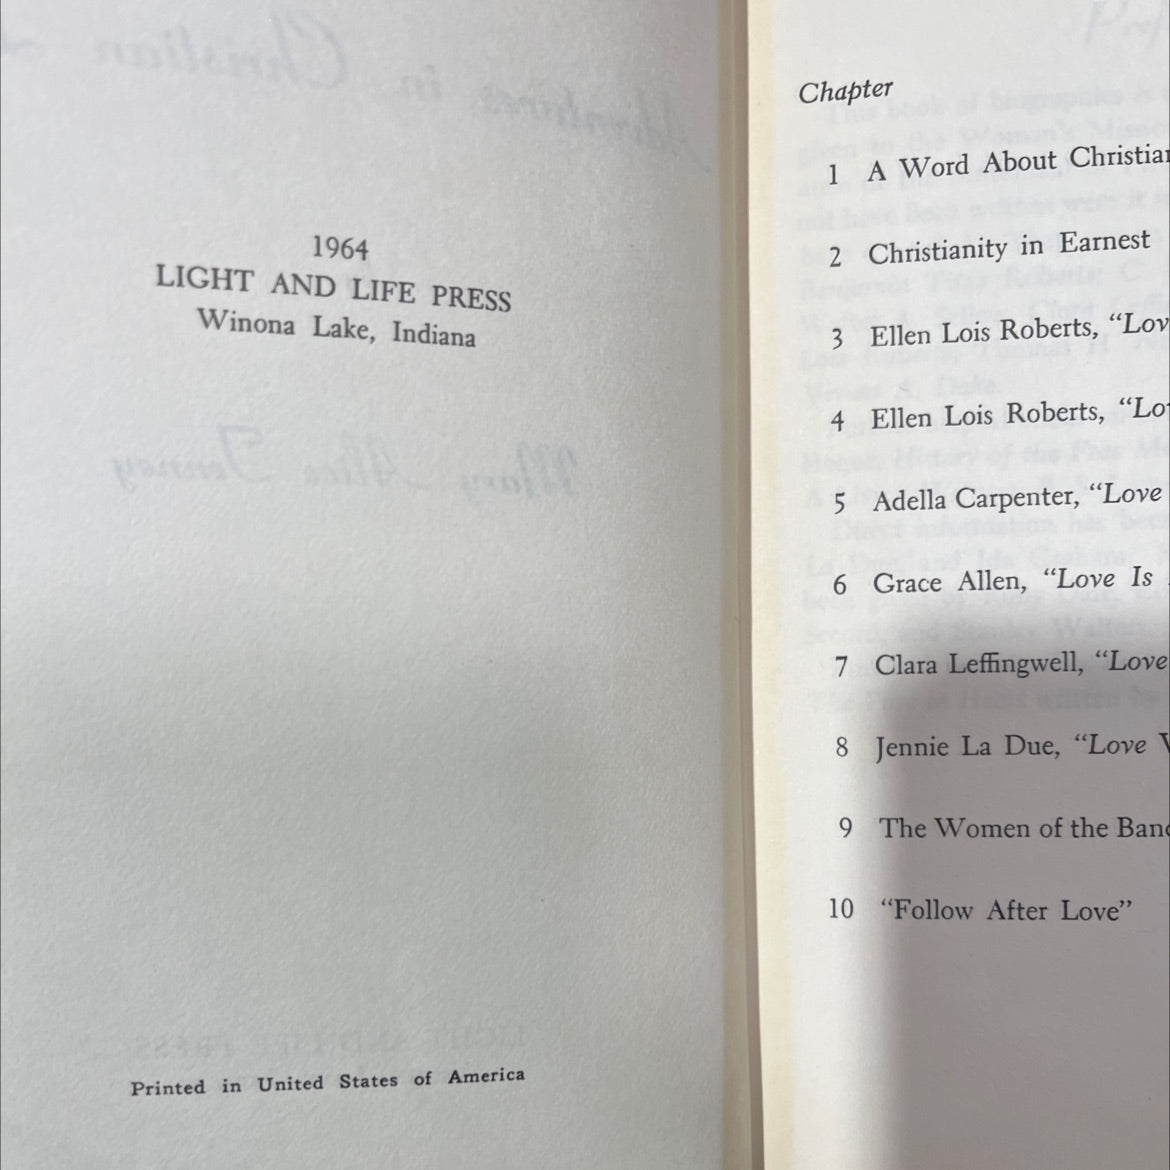 1964
LIGHT AND LIFE PRESS
Winona Lake, Indiana
Printed in United States of America
Chapter
1 A Word About Christian
2 Christianity in Earnest
3 Ellen Lois Roberts, “Lov
4 Ellen Lois Roberts, “Lo
5 Adella Carpenter, “Love
6 Grace Allen, “Love Is
7 Clara Leffingwell, “Love
8 Jennie La Due, “Love
9 The Women of the Band
10 “Follow After Love”